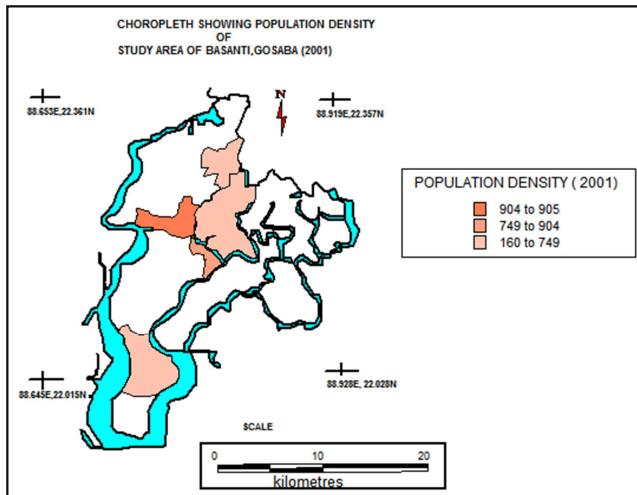 CHOROPLETH SHOWING POPULATION DENSITY
OF
STUDY AREA OF BASANTI,GOSABA (2001)
N
88.653E,22.361N
88.919E,22.357N
POPULATION DENSITY ( 2001)
904 to 905
749 to 904
160 to 749
88.645E,22.015N
88.928E, 22.028N
SCALE
0 10 20
kilometres